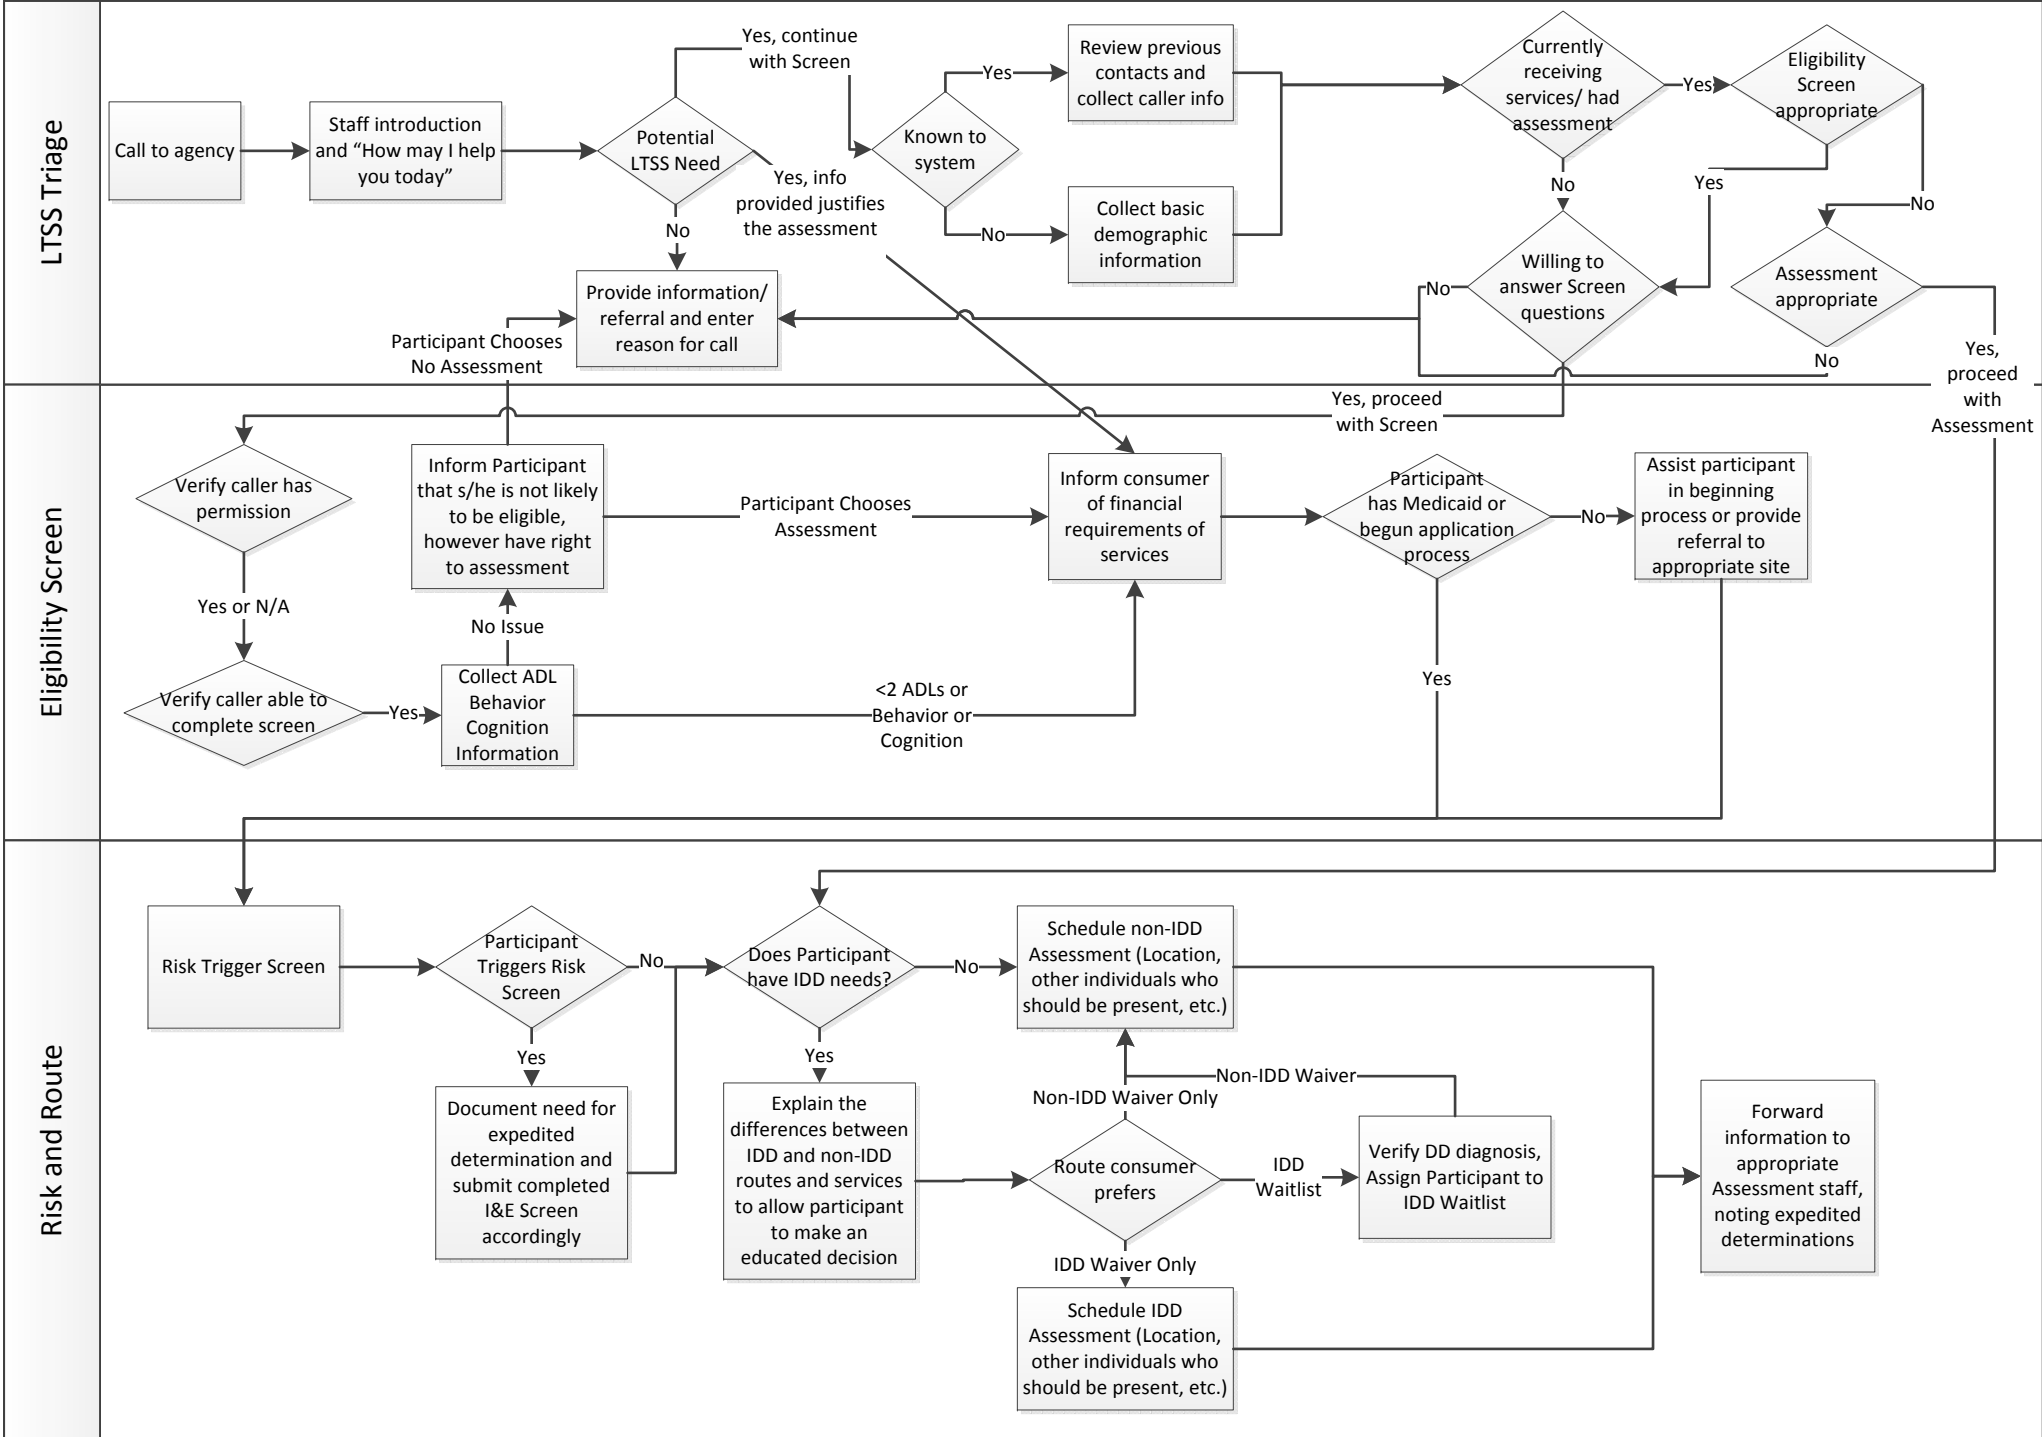 LTSS Triage
Call to agency
Staff introduction
and “How may I help
you today”
Potential
LTSS Need
Yes, continue
with Screen
Yes, info
provided justifies
the assessment
No
Provide information/
referral and enter
reason for call
Known to
system
Yes
Review previous
contacts and
collect caller info
No
Collect basic
demographic
information
Currently
receiving
services/ had
assessment
Yes
Eligibility
Screen
appropriate
No
Yes
No
Willing to
answer Screen
questions
No
Assessment
appropriate
No
Yes,
proceed
with
Assessment
Participant Chooses
No Assessment
Yes, proceed
with Screen
Eligibility Screen
Verify caller has
permission
Yes or N/A
Verify caller able to
complete screen
Yes
Collect ADL
Behavior
Cognition
Information
No Issue
Inform Participant
that s/he is not likely
to be eligible,
however have right
to assessment
Participant Chooses
Assessment
<2 ADLs or
Behavior or
Cognition
Inform consumer
of financial
requirements of
services
Participant
has Medicaid or
begun application
process
No
Assist participant
in beginning
process or provide
referral to
appropriate site
Yes
Risk and Route
Risk Trigger Screen
Participant
Triggers Risk
Screen
No
Yes
Document need for
expedited
determination and
submit completed
I&E Screen
accordingly
Does Participant
have IDD needs?
No
Yes
Explain the
differences between
IDD and non-IDD
routes and services
to allow participant
to make an
educated decision
Schedule non-IDD
Assessment (Location,
other individuals who
should be present, etc.)
Non-IDD Waiver
Non-IDD Waiver Only
Route consumer
prefers
IDD
Waitlist
Verify DD diagnosis,
Assign Participant to
IDD Waitlist
IDD Waiver Only
Schedule IDD
Assessment (Location,
other individuals who
should be present, etc.)
Forward
information to
appropriate
Assessment staff,
noting expedited
determinations